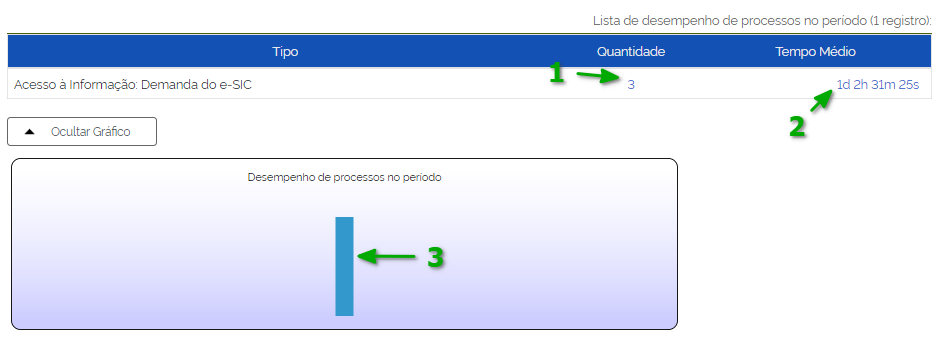 Lista de desempenho de processos no período (1 registro):
Tipo Quantidade Tempo Médio
1
Acesso à Informação: Demanda do e-SIC 3 1d 2h 31m 25s
2
Ocultar Gráfico
Desempenho de processos no período
3